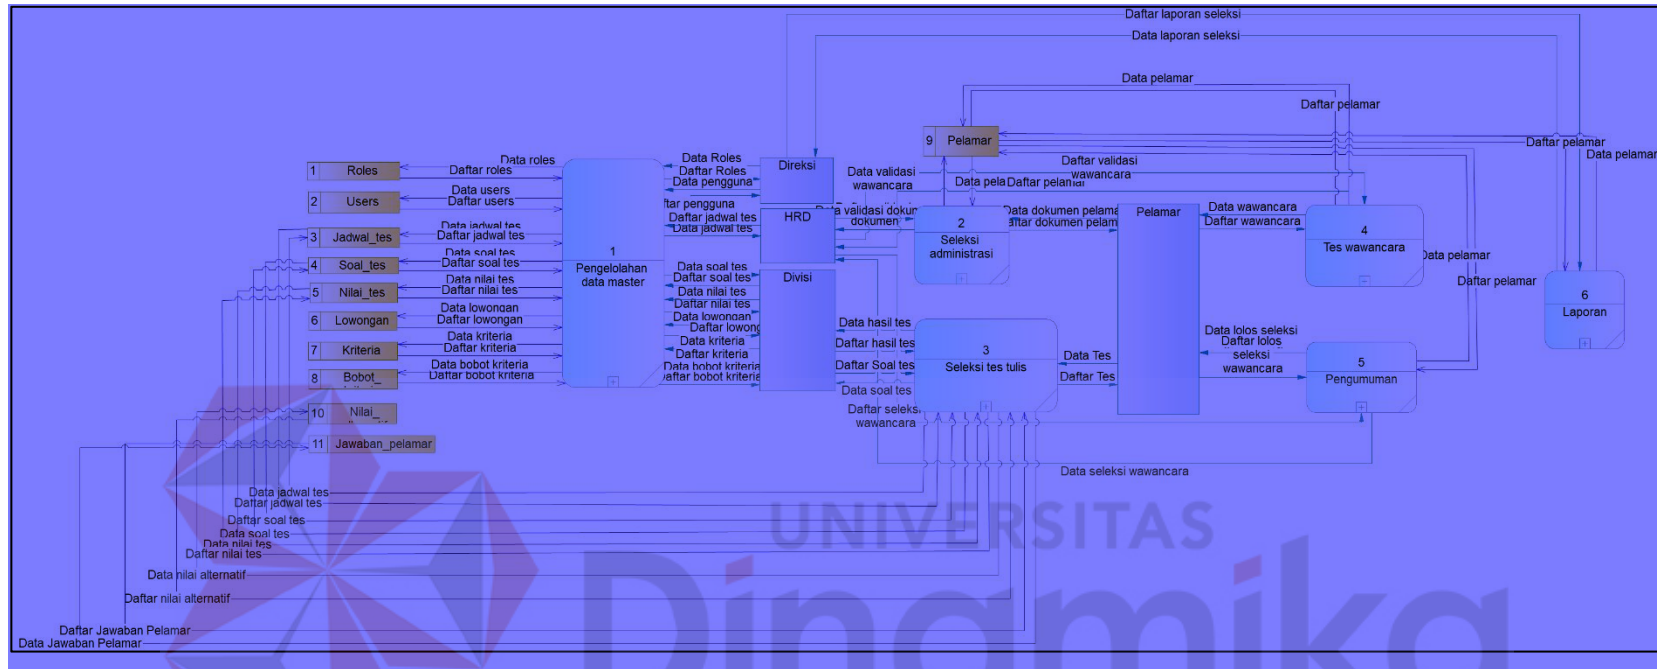 Daftar laporan seleksi
Data laporan seleksi
Data pelamar
Daftar pelamar
9 Pelamar
Daftar pelamar
Data pelamar
1 Roles
Data roles
Daftar roles
2 Users
Data users
Daftar users
3 Jadwal_tes
Data jadwal tes
Daftar jadwal tes
4 Soal_tes
Data soal tes
Daftar soal tes
5 Nilai_tes
Data nilai tes
Daftar nilai tes
6 Lowongan
Data lowongan
Daftar lowongan
7 Kriteria
Data kriteria
Daftar kriteria
8 Bobot_
Data bobot kriteria
Daftar bobot kriteria
10 Nilai_
11 Jawaban_pelamar
1
Pengelolahan
data master
Data Roles
Daftar Roles
Data pengguna
ftar pengguna
Daftar jadwal tes
Data jadwal tes
Data soal tes
Daftar soal tes
Data nilai tes
Daftar nilai tes
Data lowongan
Daftar lowong
Data kriteria
Daftar kriteria
Data bobot kriteria
Daftar bobot kriteria
Direksi
HRD
Divisi
Data validasi
wawancara
Data validasi dokum
dokumen
Data pela
Daftar pelamar
Daftar validasi
wawancara
2
Seleksi
administrasi
Data dokumen pelama
Daftar dokumen pelam
Pelamar
Data wawancara
Daftar wawancara
4
Tes wawancara
Data pelamar
Daftar pelamar
6
Laporan
Data hasil tes
Daftar hasil tes
Daftar Soal tes
Data soal tes
3
Seleksi tes tulis
Data Tes
Daftar Tes
Data lolos seleksi
Daftar lolos
seleksi
wawancara
5
Pengumuman
Daftar seleksi
wawancara
Data seleksi wawancara
Data jadwal tes
Daftar jadwal tes
Daftar soal tes
Data soal tes
Data nilai tes
Daftar nilai tes
Data nilai alternatif
Daftar nilai alternatif
Daftar Jawaban Pelamar
Data Jawaban Pelamar
UNIVERSITAS
Dinamika